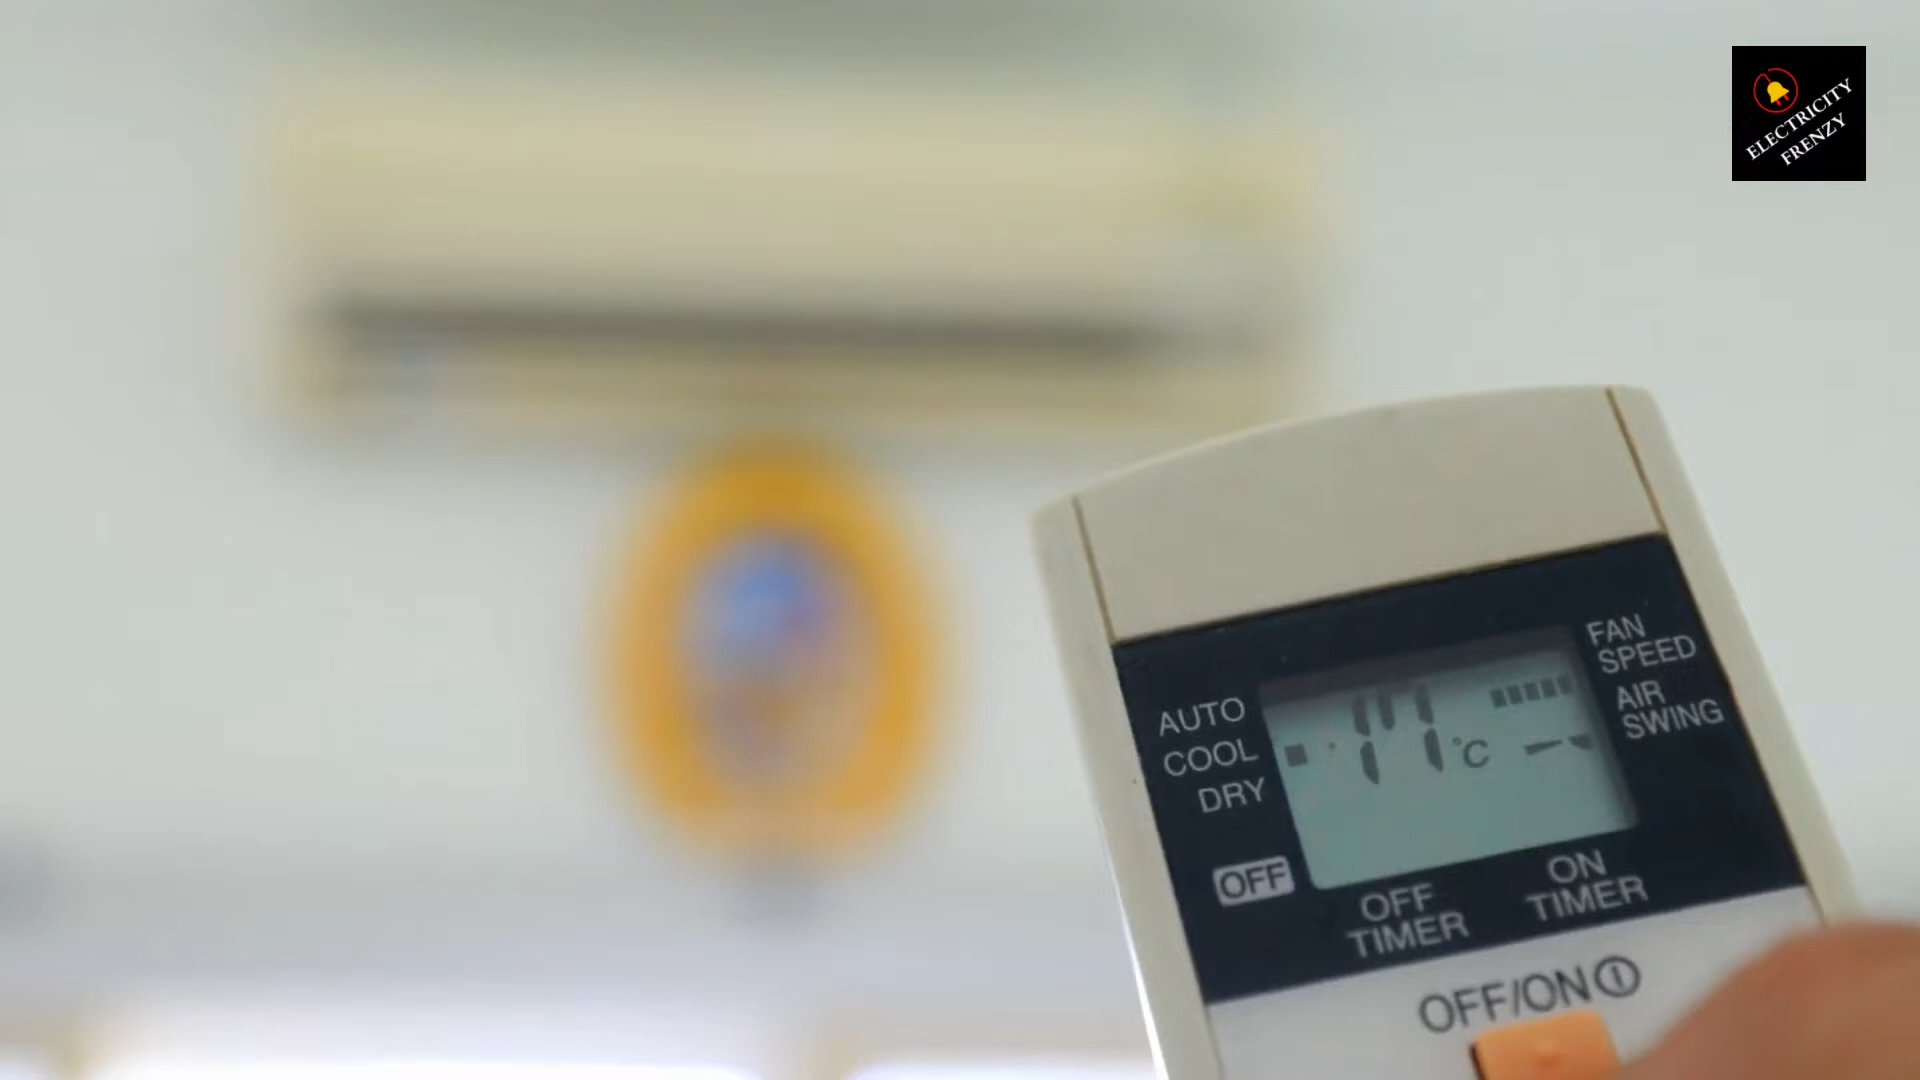 ELECTRICITY
FRENZY
FAN
SPEED
AIR
SWING
AUTO
COOL
DRY
°C
OFF
OFF
TIMER
ON
TIMER
OFF/ON